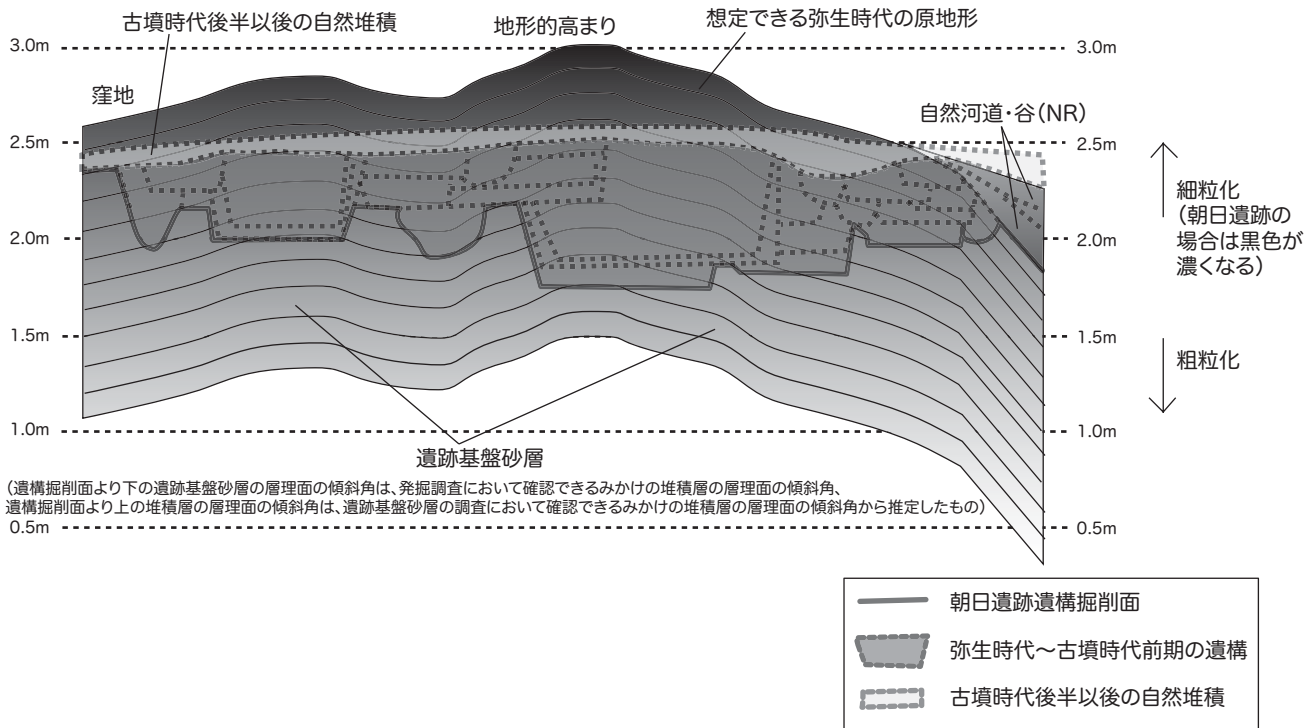 古墳時代後半以後の自然堆積
地形的高まり
想定できる弥生時代の原地形
3.0m
3.0m
窪地
自然河道・谷(NR)
2.5m
2.5m
細粒化
(朝日遺跡の
場合は黒色が
濃くなる)
2.0m
2.0m
1.5m
1.5m
粗粒化
1.0m
1.0m
遺跡基盤砂層
(遺構掘削面より下の遺跡基盤砂層の層理面の傾斜角は、発掘調査において確認できるみかけの堆積層の層理面の傾斜角、
遺構掘削面より上の堆積層の層理面の傾斜角は、遺跡基盤砂層の調査において確認できるみかけの堆積層の層理面の傾斜角から推定したもの)
0.5m
0.5m
朝日遺跡遺構掘削面
弥生時代〜古墳時代前期の遺構
古墳時代後半以後の自然堆積